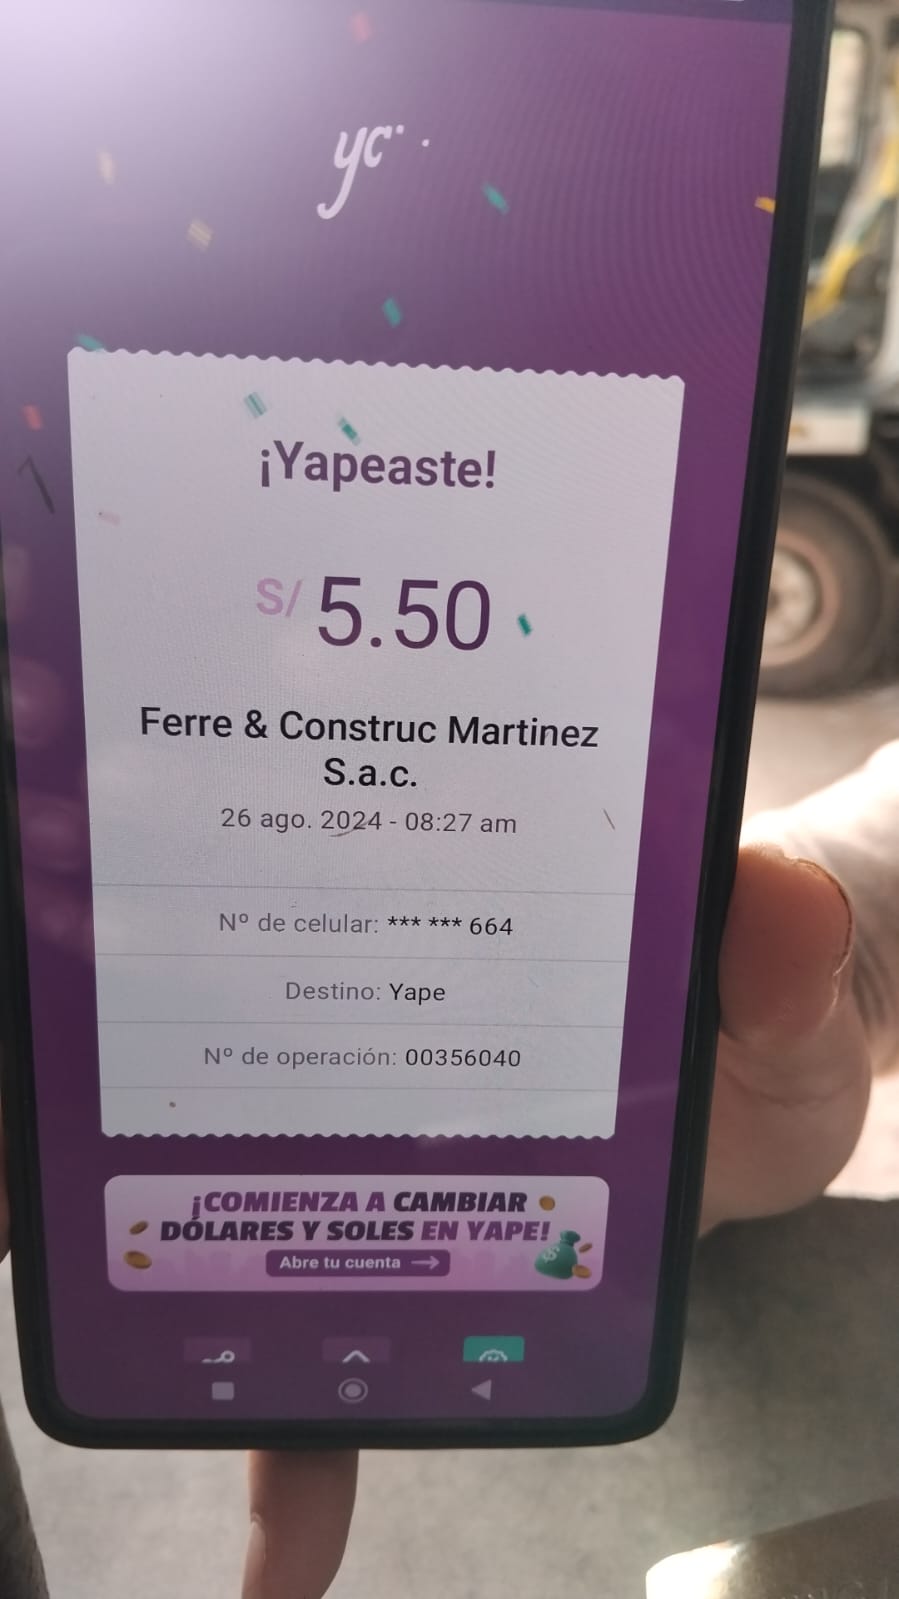 ¡Yapeaste!
S/ 5.50
Ferre & Construc Martinez
S.a.c.
26 ago. 2024 - 08:27 am
Nº de celular: *** *** 664
Destino: Yape
Nº de operación: 00356040
¡COMIENZA A CAMBIAR
DÓLARES Y SOLES EN YAPE!
Abre tu cuenta